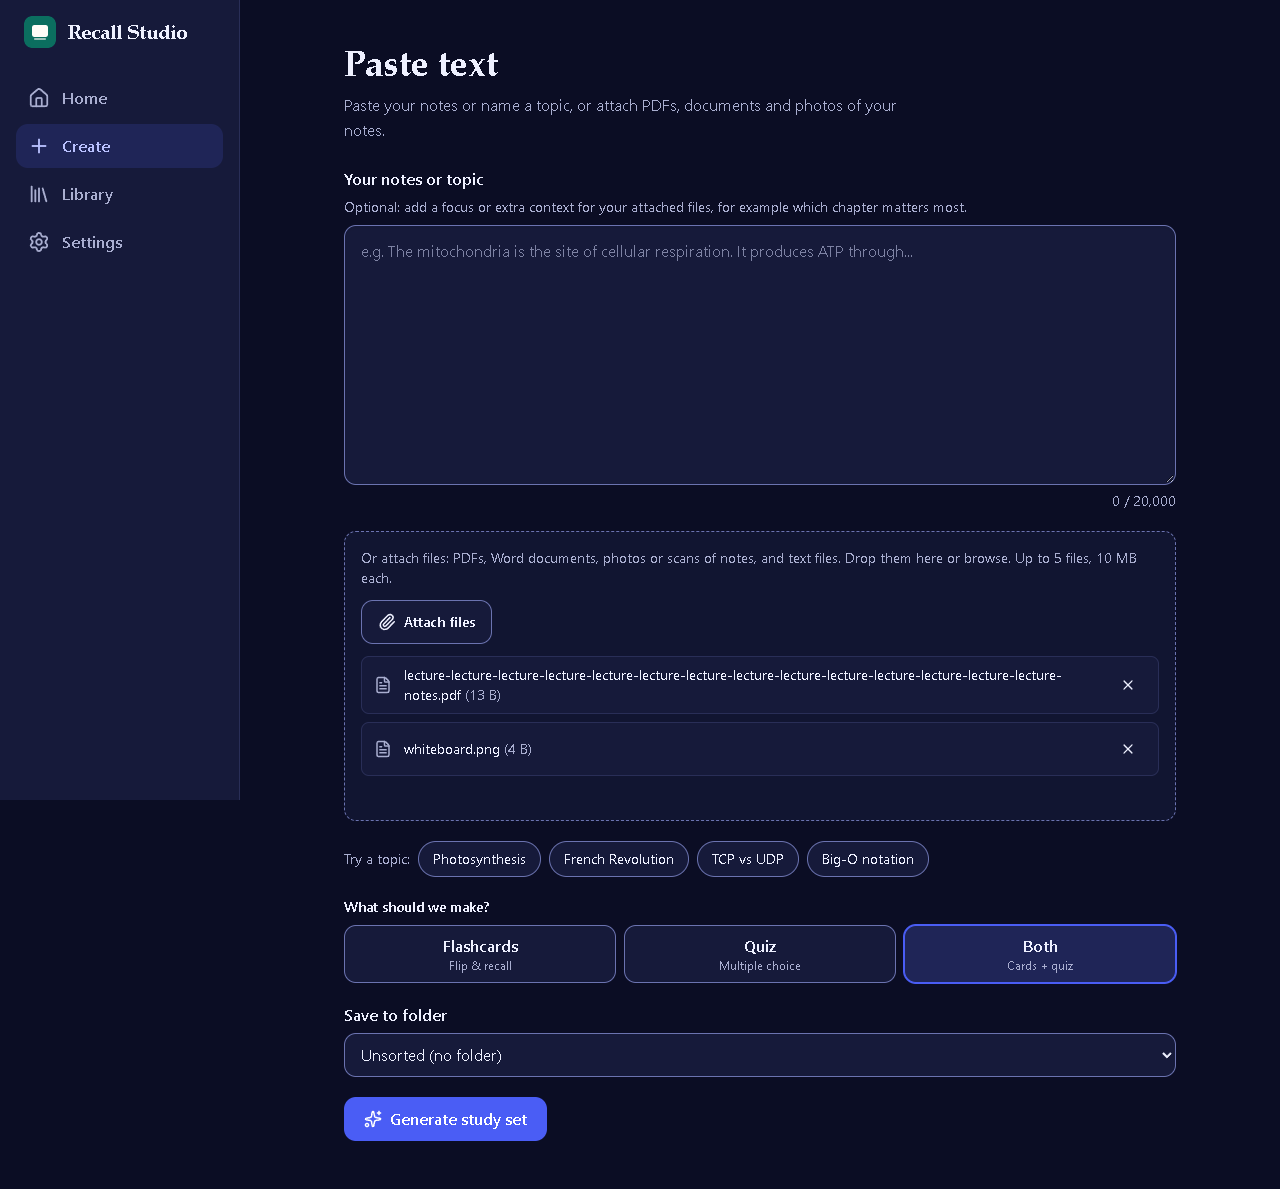 Recall Studio
Home
Create
Library
Settings
Paste text
Paste your notes or name a topic, or attach PDFs, documents and photos of your
notes.
Your notes or topic
Optional: add a focus or extra context for your attached files, for example which chapter matters most.
e.g. The mitochondria is the site of cellular respiration. It produces ATP through...
0 / 20,000
Or attach files: PDFs, Word documents, photos or scans of notes, and text files. Drop them here or browse. Up to 5 files, 10 MB
each.
Attach files
lecture-lecture-lecture-lecture-lecture-lecture-lecture-lecture-lecture-lecture-lecture-lecture-lecture-lecture-
notes.pdf (13 B)
whiteboard.png (4 B)
Try a topic: Photosynthesis French Revolution TCP vs UDP Big-O notation
What should we make?
Flashcards Quiz Both
Flip & recall Multiple choice Cards + quiz
Save to folder
Unsorted (no folder)
Generate study set